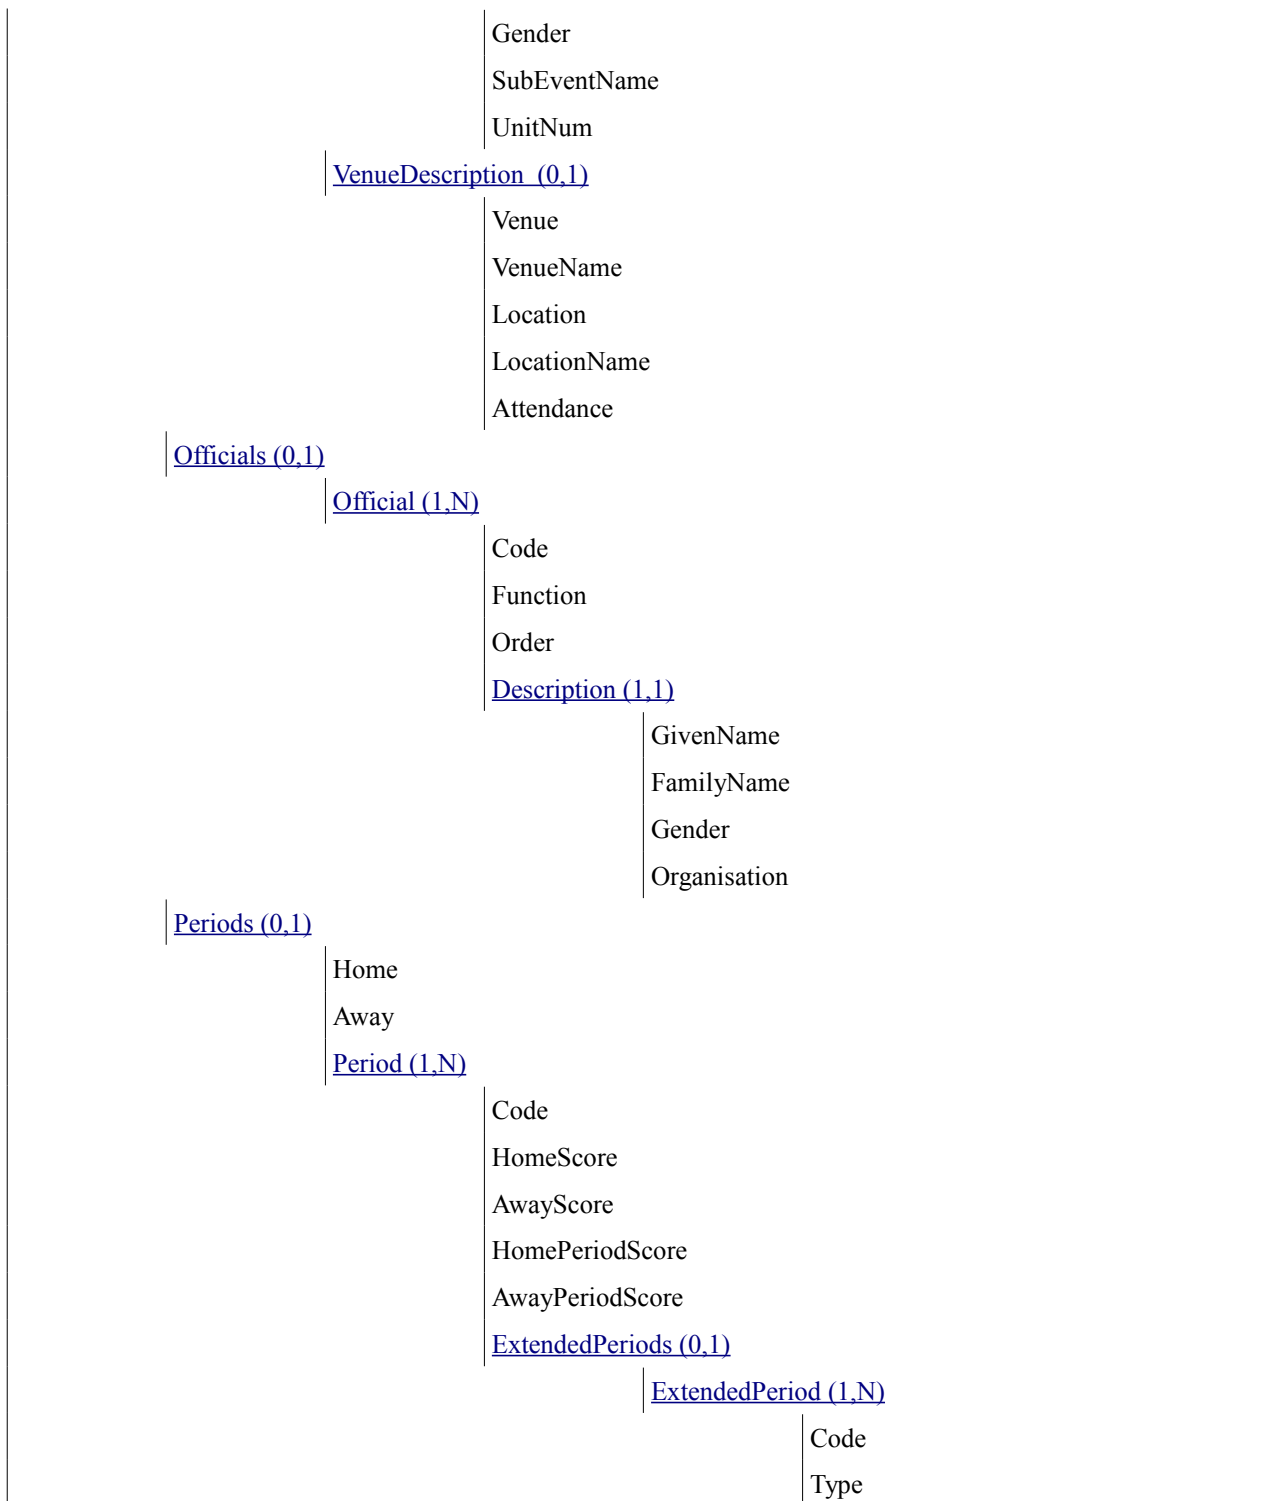 Gender
SubEventName
UnitNum
VenueDescription  (0,1)
Venue
VenueName
Location
LocationName
Attendance
Officials (0,1)
Official (1,N)
Code
Function
Order
Description (1,1)
GivenName
FamilyName
Gender
Organisation
Periods (0,1)
Home
Away
Period (1,N)
Code
HomeScore
AwayScore
HomePeriodScore
AwayPeriodScore
ExtendedPeriods (0,1)
ExtendedPeriod (1,N)
Code
Type